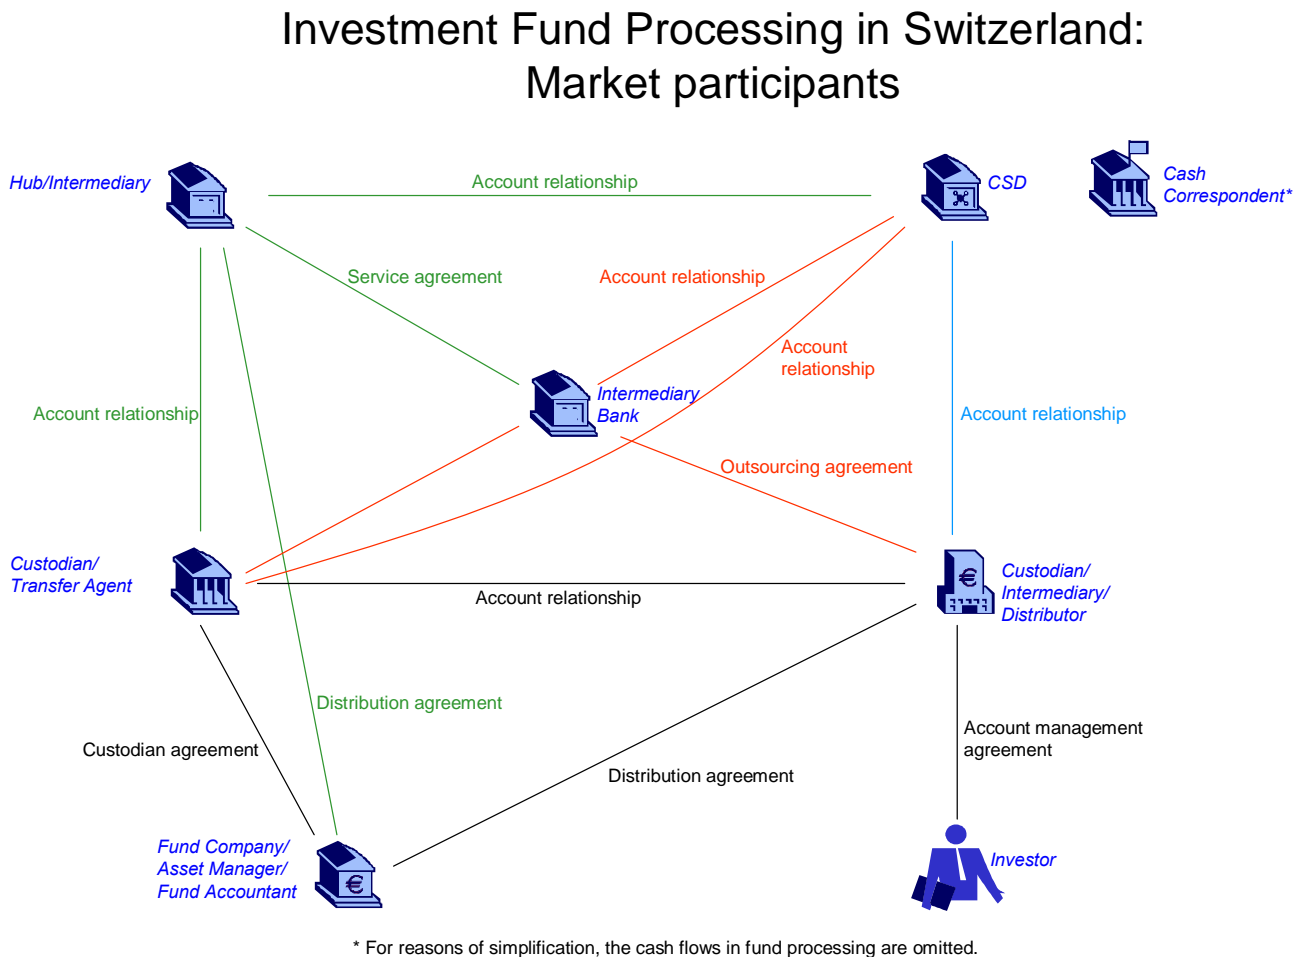 Investment Fund Processing in Switzerland:
Market participants
Hub/Intermediary
Account relationship
CSD
Cash
Correspondent*
Service agreement
Account relationship
Account
relationship
Intermediary
Bank
Account relationship
Account relationship
Outsourcing agreement
Custodian/
Transfer Agent
Account relationship
Custodian/
Intermediary/
Distributor
Distribution agreement
Custodian agreement
Account management
agreement
Distribution agreement
Fund Company/
Asset Manager/
Fund Accountant
Investor
* For reasons of simplification, the cash flows in fund processing are omitted.